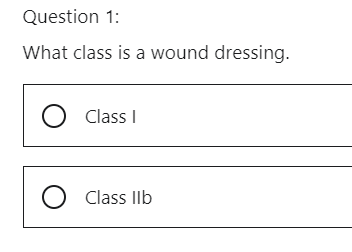 Question 1:
What class is a wound dressing.
Class I
Class IIb